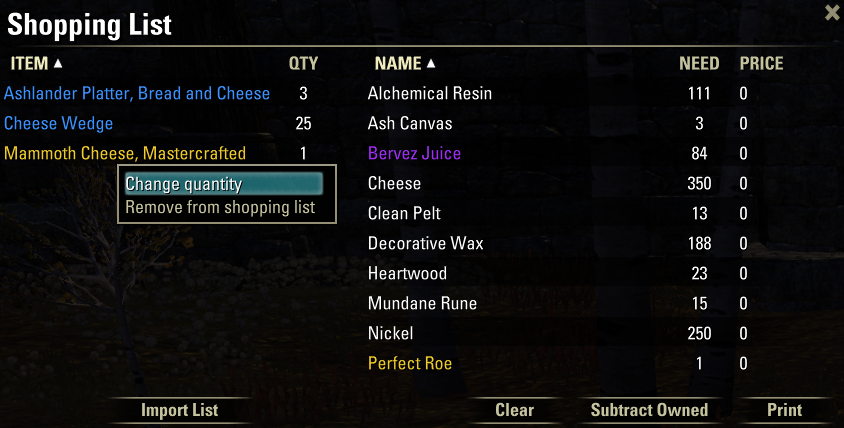 Shopping List
ITEM QTY NAME NEED PRICE
Ashlander Platter, Bread and Cheese 3 Alchemical Resin 111 0
Cheese Wedge 25 Ash Canvas 3 0
Mammoth Cheese, Mastercrafted 1 Bervez Juice 84 0
Change quantity Cheese 350 0
Remove from shopping list Clean Pelt 13 0
Decorative Wax 188 0
Heartwood 23 0
Mundane Rune 15 0
Nickel 250 0
Perfect Roe 1 0
Import List Clear Subtract Owned Print